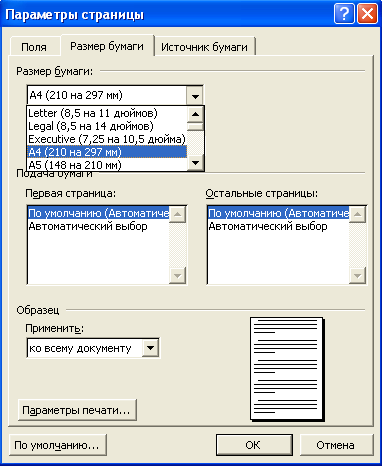 Параметры страницы
Поля
Размер бумаги
Источник бумаги
Размер бумаги:
A4 (210 на 297 мм)
Letter (8,5 на 11 дюймов)
Legal (8,5 на 14 дюймов)
Executive (7,25 на 10,5 дюйма)
A4 (210 на 297 мм)
A5 (148 на 210 мм)
Подача бумаги
Первая страница:
Остальные страницы:
По умолчанию (Автоматиче
Автоматический выбор
По умолчанию (Автоматиче
Автоматический выбор
Образец
Применить:
ко всему документу
Параметры печати...
По умолчанию...
OK
Отмена